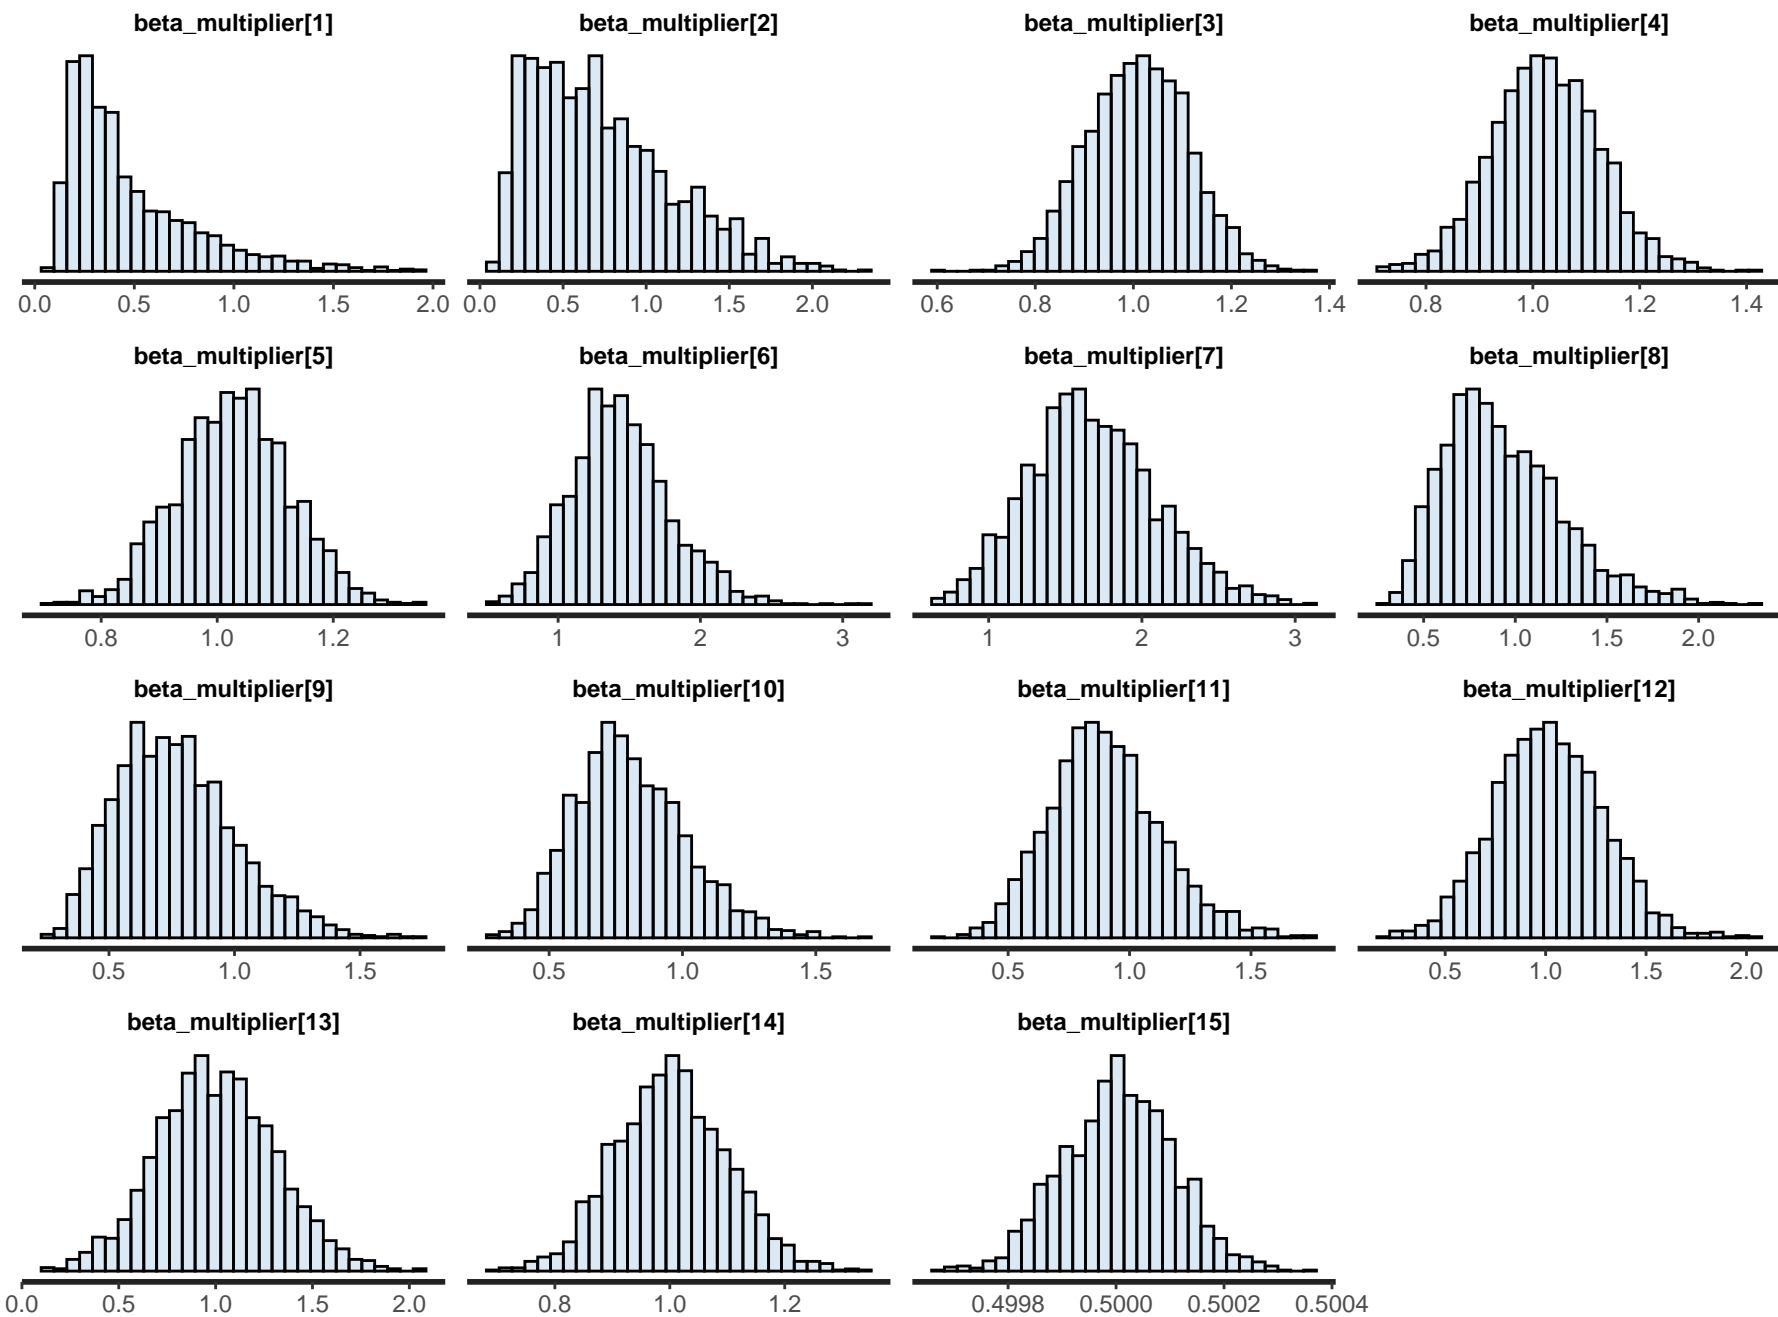 beta_multiplier[1] beta_multiplier[2] beta_multiplier[3] beta_multiplier[4]
0.0 0.5 1.0 1.5 2.0 0.0 0.5 1.0 1.5 2.0 0.6 0.8 1.0 1.2 1.4 0.8 1.0 1.2 1.4
beta_multiplier[5] beta_multiplier[6] beta_multiplier[7] beta_multiplier[8]
0.8 1.0 1.2 1 2 3 1 2 3 0.5 1.0 1.5 2.0
beta_multiplier[9] beta_multiplier[10] beta_multiplier[11] beta_multiplier[12]
0.5 1.0 1.5 0.5 1.0 1.5 0.5 1.0 1.5 0.5 1.0 1.5 2.0
beta_multiplier[13] beta_multiplier[14] beta_multiplier[15]
0.0 0.5 1.0 1.5 2.0 0.8 1.0 1.2 0.4998 0.5000 0.5002 0.5004